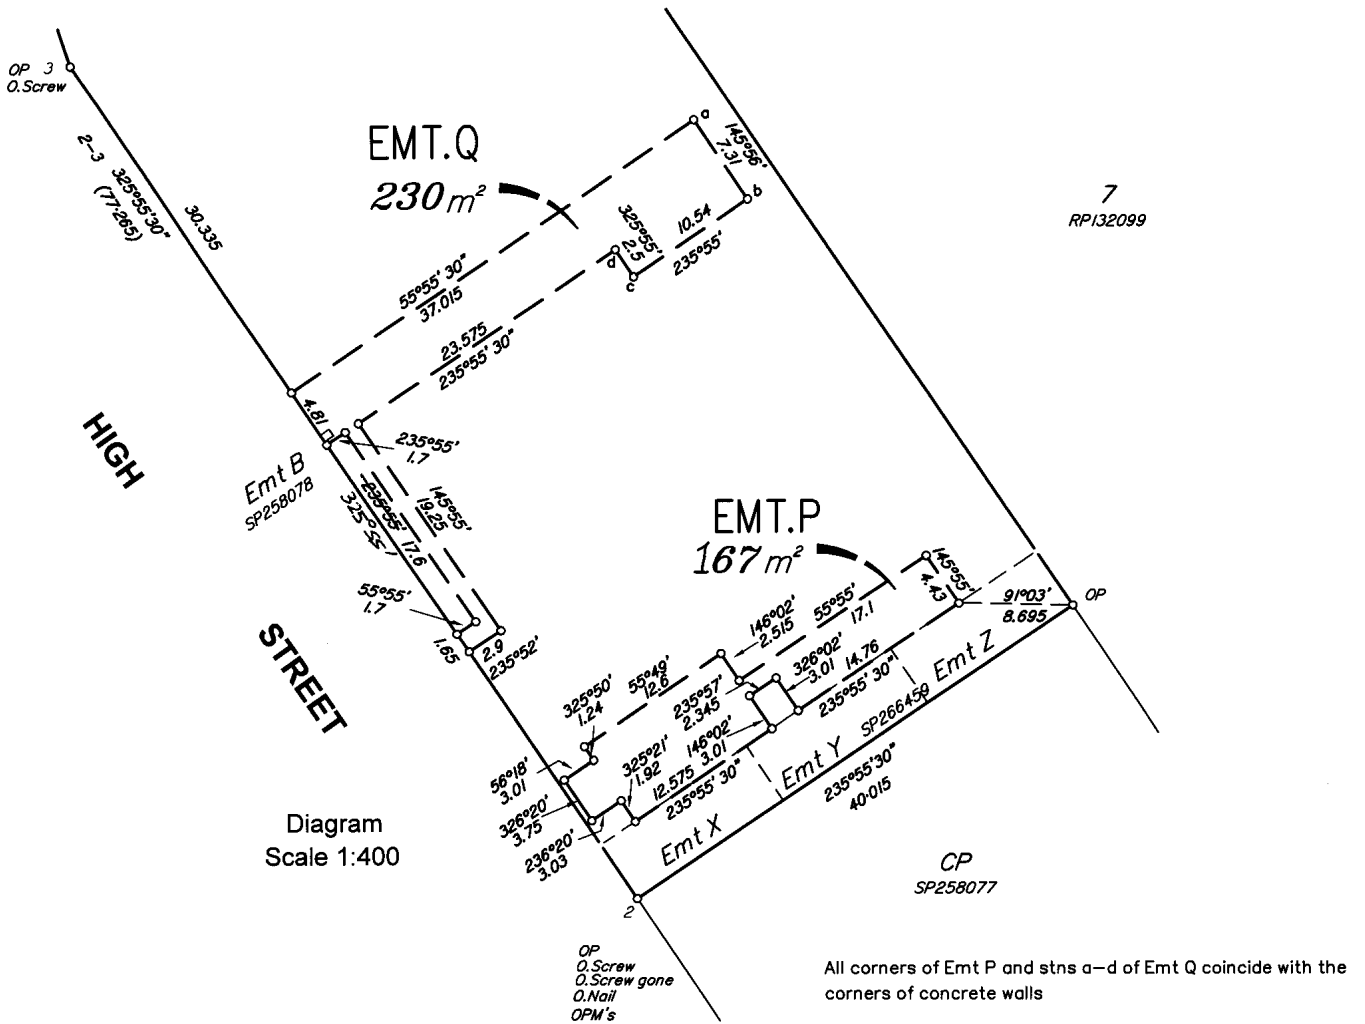 OP 3
O.Screw
2-3 325°55'30"
(77·265)
30.335
EMT.Q
230 m²
a
145°56'
7.31
b
10.54
235°55'
325°55'
2.5
d
c
7
RP132099
55°55' 30"
37.015
23.575
235°55' 30"
HIGH
STREET
4.81
235°55'
1.7
Emt B
SP258078
235°55' 17.6
325°55'
145°55'
19.25
55°55'
1.7
1.65
2.9
235°52'
EMT.P
167 m²
145°55'
4.43
91°03'
8.695
OP
146°02'
2.515
55°55'
17.1
326°02'
3.01
14.76
235°55' 30"
55°49'
12.6
235°57'
2.345
325°50'
1.24
146°02'
3.01
325°21'
1.92
12.575
235°55' 30"
56°18'
3.01
326°20'
3.75
236°20'
3.03
Emt X
Emt Y
SP266459
Emt Z
235°55'30"
40·015
Diagram
Scale 1:400
2
OP
O.Screw
O.Screw gone
O.Nail
OPM's
CP
SP258077
All corners of Emt P and stns a–d of Emt Q coincide with the
corners of concrete walls